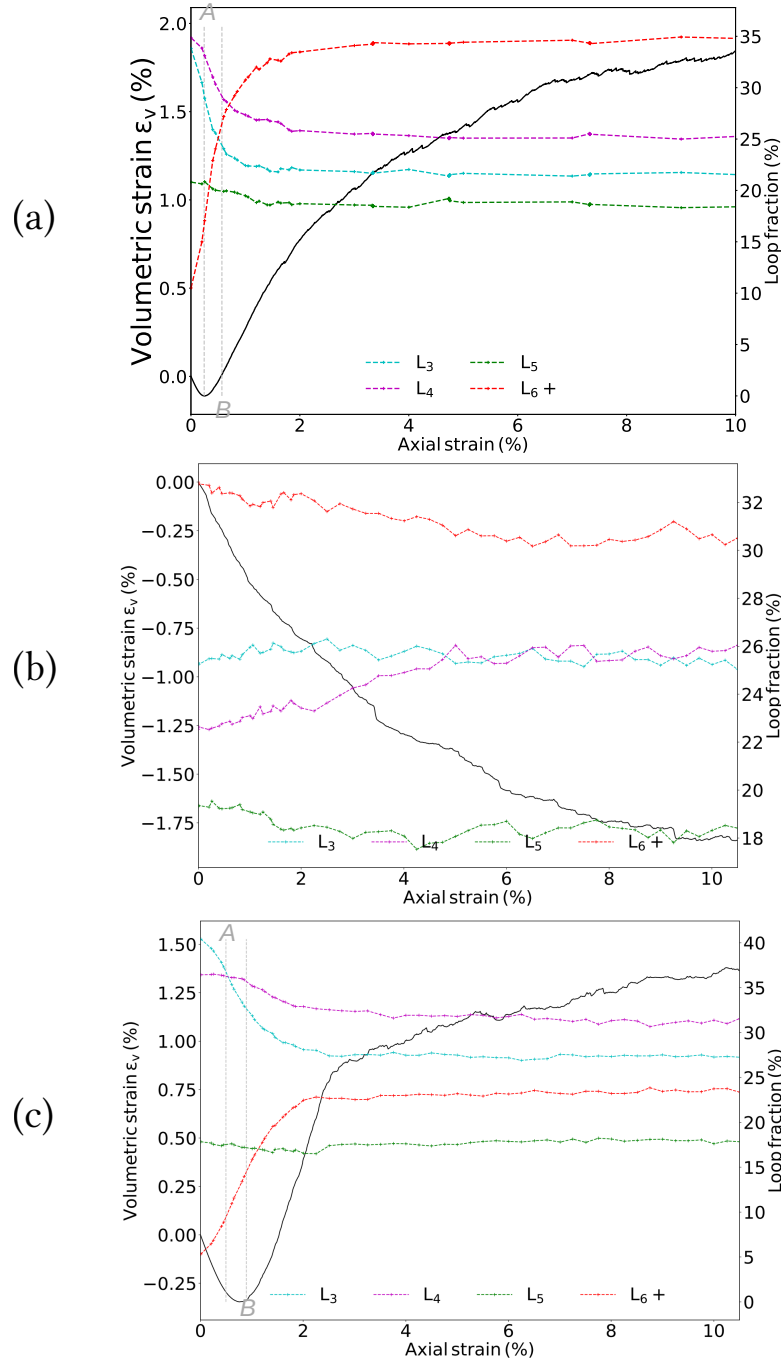 (a)
A
B
Volumetric strain εv (%)
2.0
1.5
1.0
0.5
0.0
35
30
25
20
15
10
5
0
Loop fraction (%)
L3 L5
L4 L6 +
0 2 4 6 8 10
Axial strain (%)
(b)
Volumetric strain εv (%)
0.00
−0.25
−0.50
−0.75
−1.00
−1.25
−1.50
−1.75
32
30
28
26
24
22
20
18
Loop fraction (%)
L3 L4 L5 L6 +
0 2 4 6 8 10
Axial strain (%)
(c)
A
B
Volumetric strain εv (%)
1.50
1.25
1.00
0.75
0.50
0.25
0.00
−0.25
40
35
30
25
20
15
10
5
0
Loop fraction (%)
L3 L4 L5 L6 +
0 2 4 6 8 10
Axial strain (%)